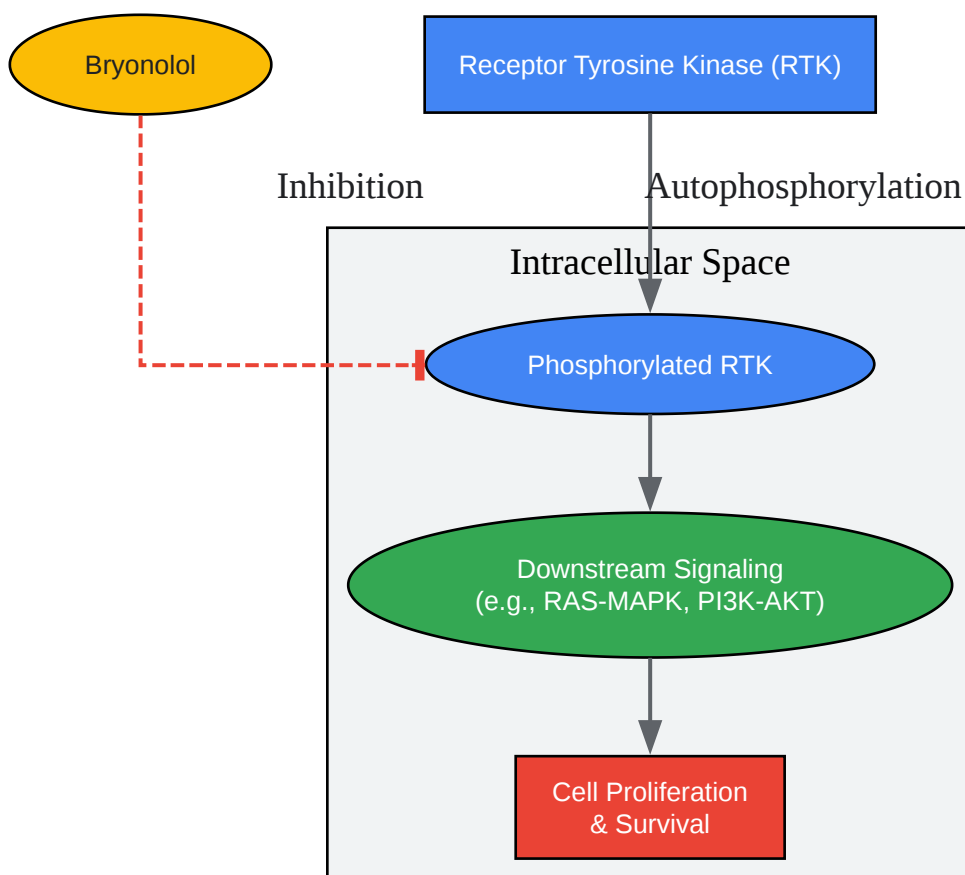 Bryonolol
Receptor Tyrosine Kinase (RTK)
Inhibition
Autophosphorylation
Intracellular Space
Phosphorylated RTK
Downstream Signaling
(e.g., RAS-MAPK, PI3K-AKT)
Cell Proliferation
& Survival